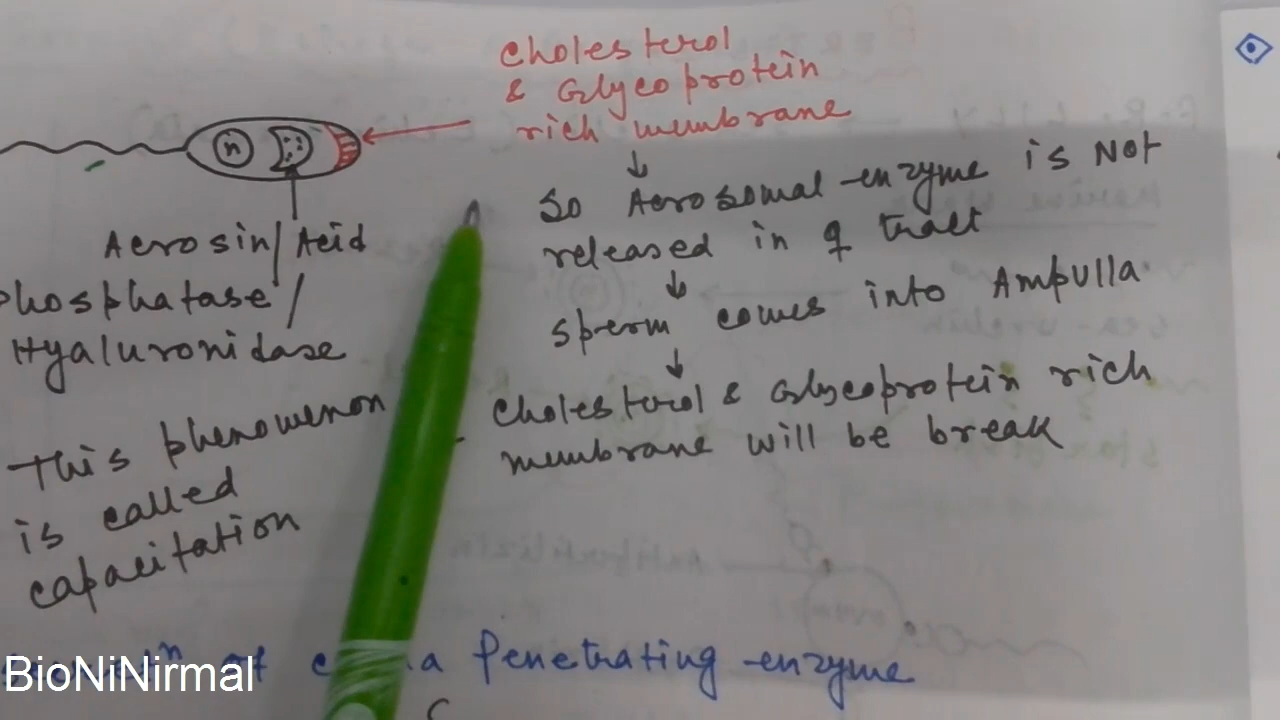 cholesterol
& Glycoprotein
rich membrane
↓
So Acrosomal enzyme is Not
released in ♀ tract
↓
sperm comes into Ampulla
↓
cholesterol & Glycoprotein rich
membrane will be break
n
Acrosin/Acid
phosphatase/
Hyaluronidase
This phenomenon
is called
capacitation
of penetrating enzyme
BioNiNirmal